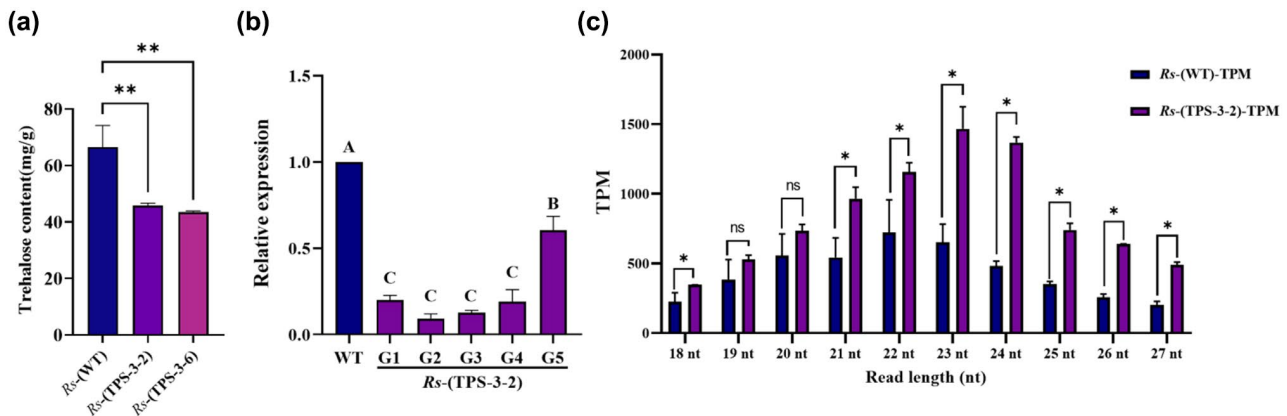 (a)
**
**
Trehalose content(mg/g)
80
60
40
20
0
Rs-(WT)
Rs-(TPS-3-2)
Rs-(TPS-3-6)
(b)
Relative expression
1.5
1.0
0.5
0.0
A
C
C
C
C
B
WT
G1
G2
G3
G4
G5
Rs-(TPS-3-2)
(c)
TPM
2000
1500
1000
500
0
*
ns
ns
*
*
*
*
*
*
*
18 nt
19 nt
20 nt
21 nt
22 nt
23 nt
24 nt
25 nt
26 nt
27 nt
Read length (nt)
Rs-(WT)-TPM
Rs-(TPS-3-2)-TPM